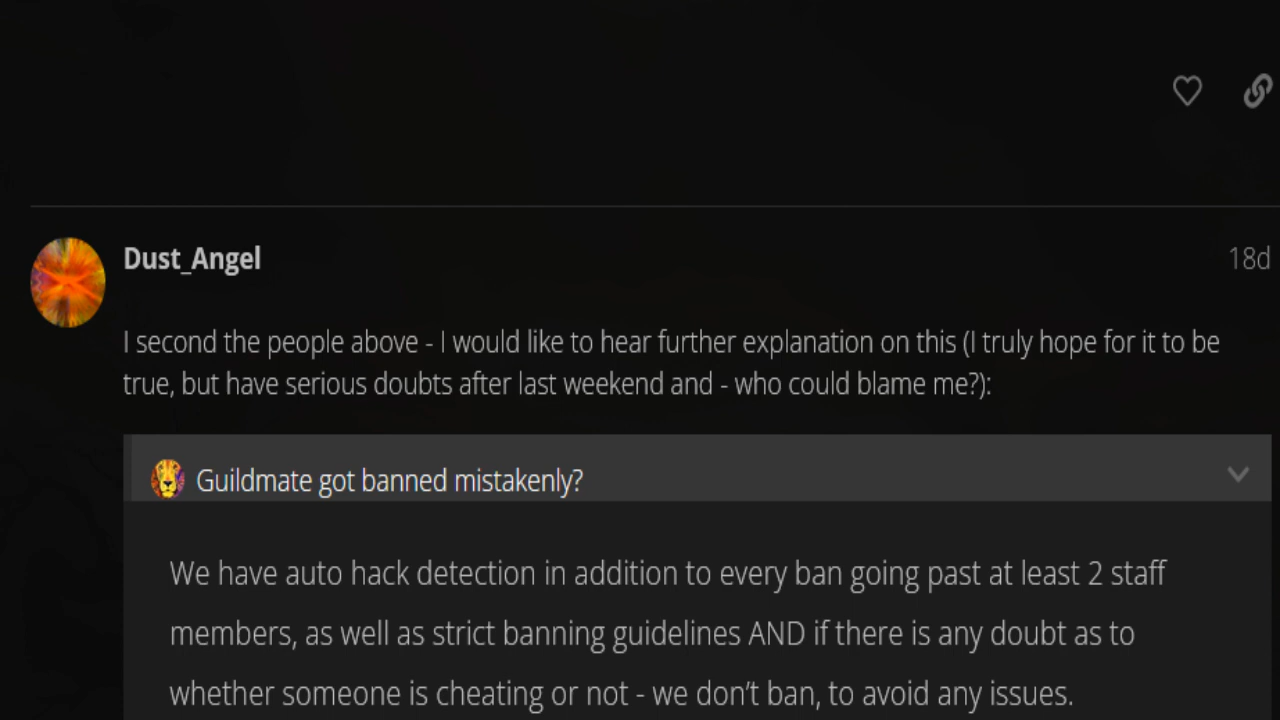 Dust_Angel
18d
I second the people above - I would like to hear further explanation on this (I truly hope for it to be
true, but have serious doubts after last weekend and - who could blame me?):
Guildmate got banned mistakenly?
We have auto hack detection in addition to every ban going past at least 2 staff
members, as well as strict banning guidelines AND if there is any doubt as to
whether someone is cheating or not - we don’t ban, to avoid any issues.